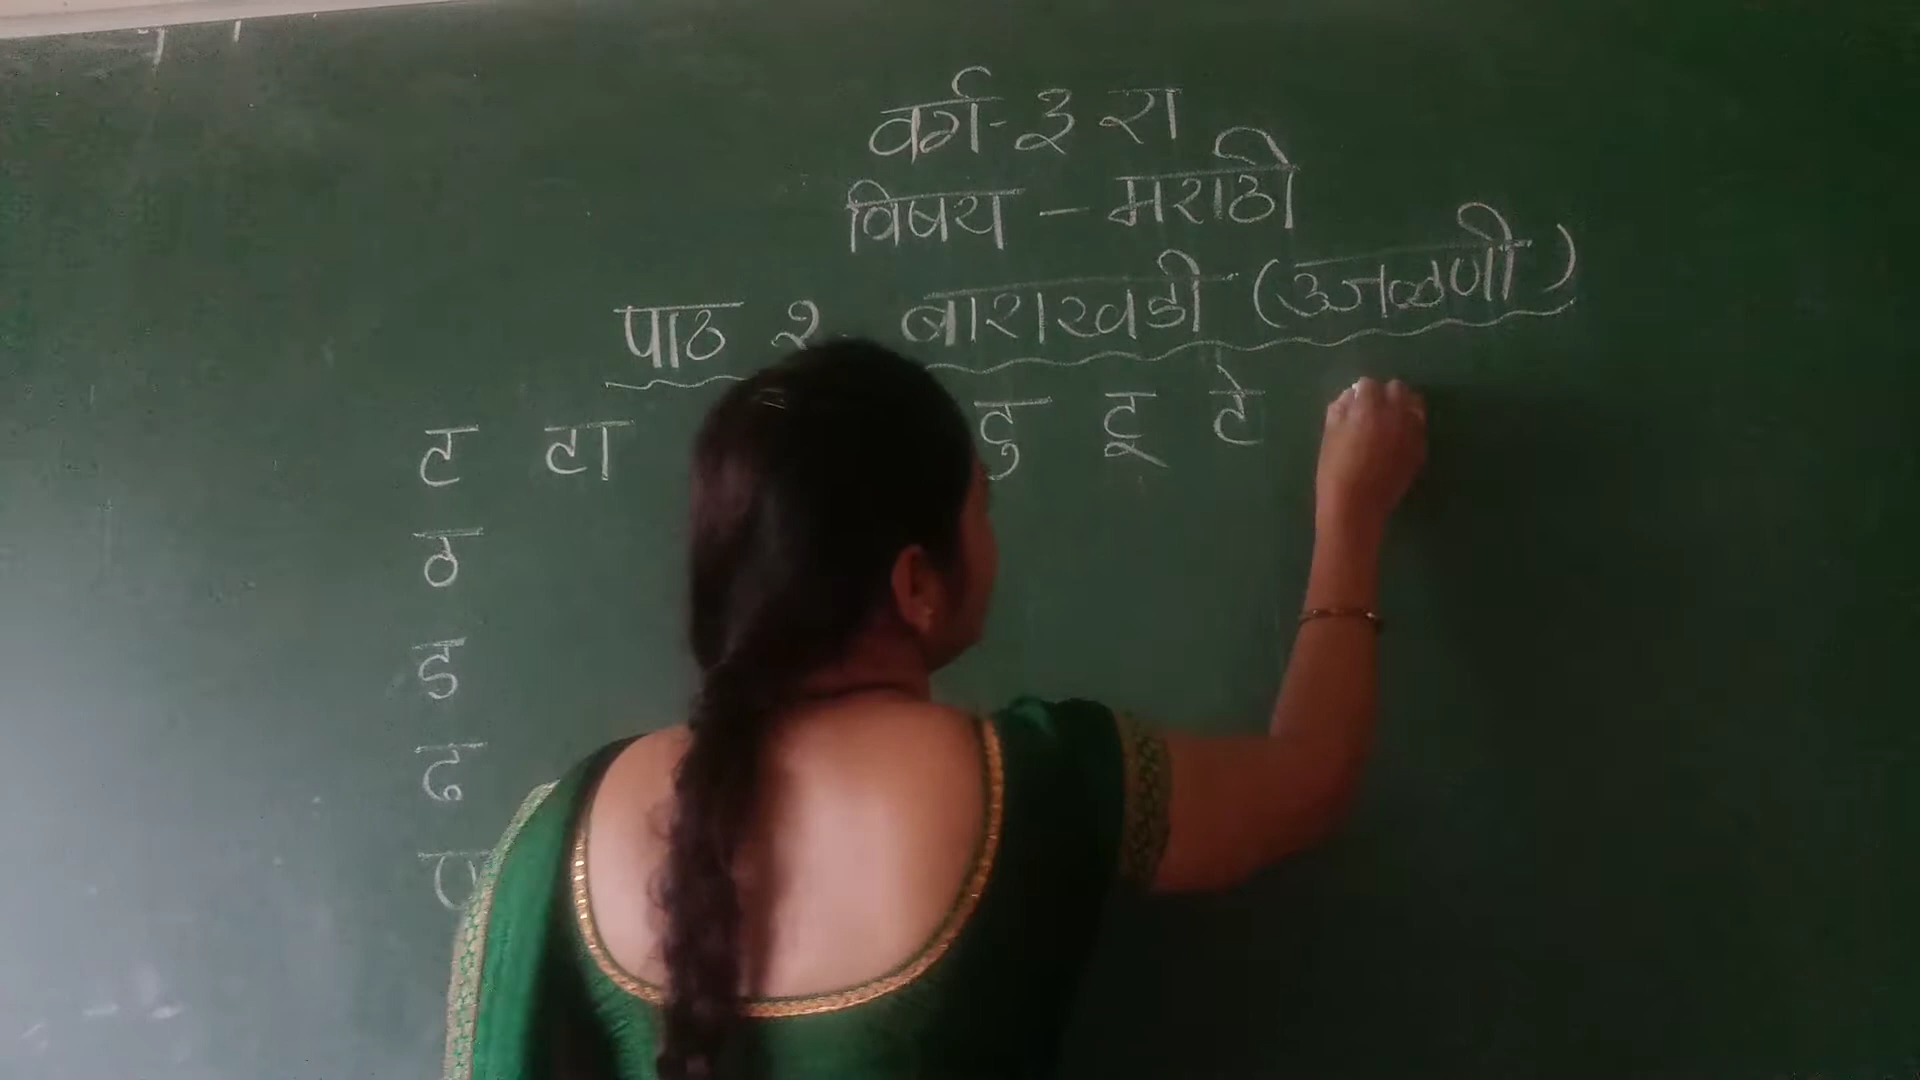 वर्ग - ३ रा
विषय - मराठी
पाठ २ बाराखडी (उजळणी)
ट टा टु टू टे
ठ
ड
ढ